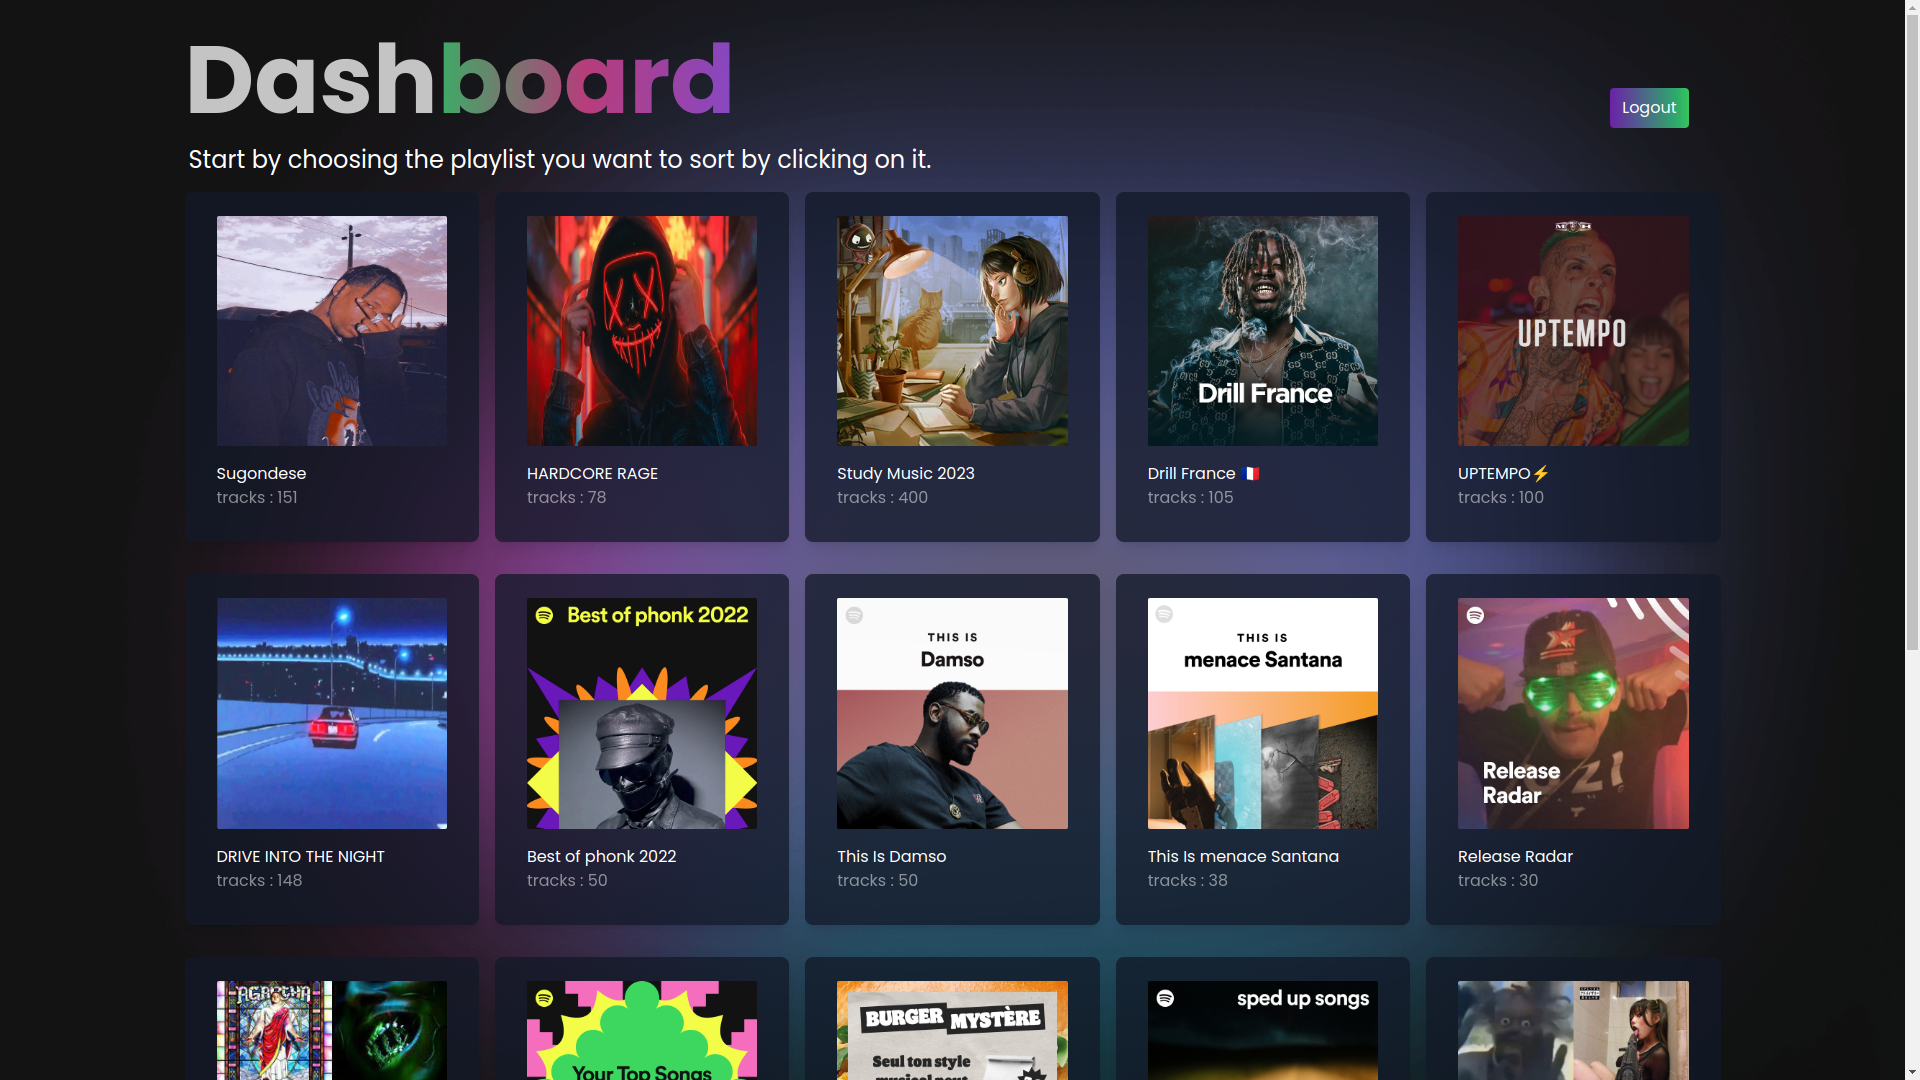 Dashboard
Logout
Start by choosing the playlist you want to sort by clicking on it.
Drill France
UPTEMPO
Sugondese
tracks : 151
HARDCORE RAGE
tracks : 78
Study Music 2023
tracks : 400
Drill France 🇫🇷
tracks : 105
UPTEMPO⚡
tracks : 100
Best of phonk 2022
THIS IS
Damso
THIS IS
menace Santana
Release
Radar
DRIVE INTO THE NIGHT
tracks : 148
Best of phonk 2022
tracks : 50
This Is Damso
tracks : 50
This Is menace Santana
tracks : 38
Release Radar
tracks : 30
AGARTHA
Your Top Songs
BURGER MYSTÈRE
Seul ton style
musical peut
sped up songs